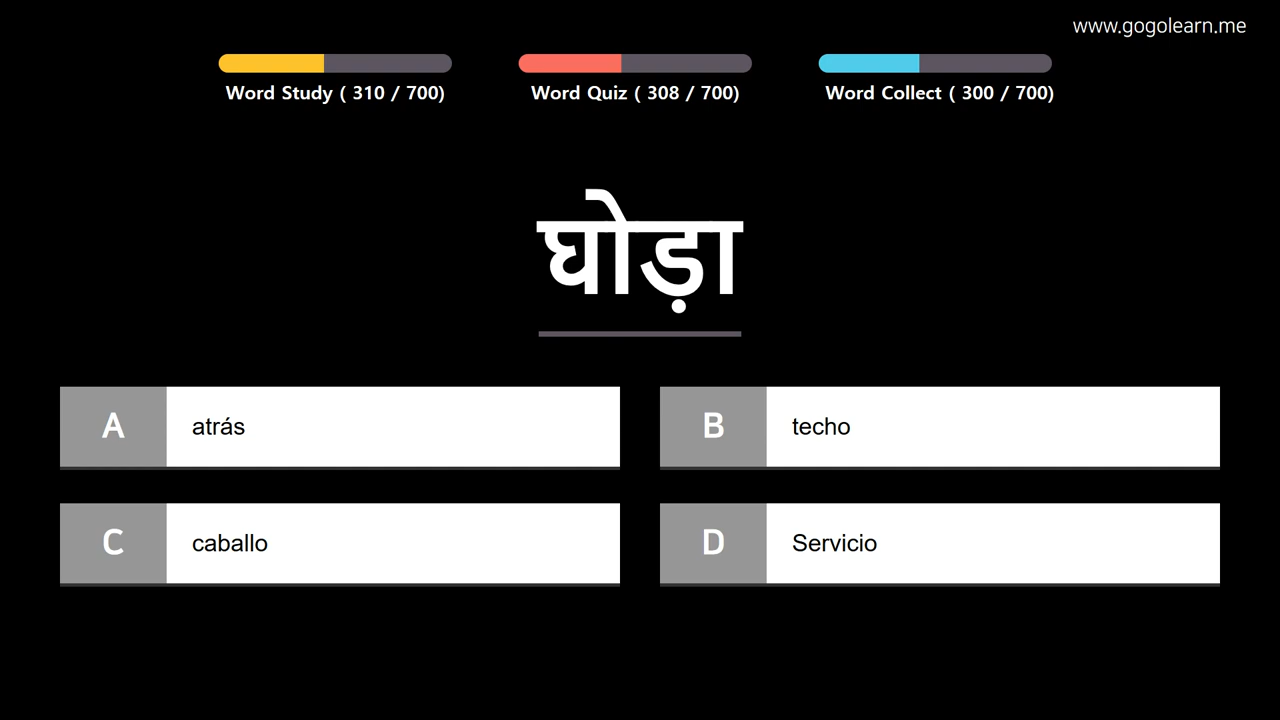 www.gogolearn.me
Word Study ( 310 / 700)
Word Quiz ( 308 / 700)
Word Collect ( 300 / 700)
घोड़ा
A atrás
B techo
C caballo
D Servicio